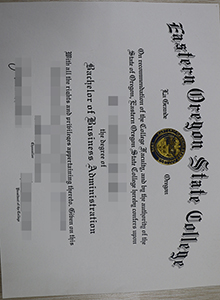 Eastern Oregon State College
La Grande Oregon
On recommendation of the College Faculty, and by the authority of the
State of Oregon, Eastern Oregon State College hereby confers upon
the degree of
Bachelor of Business Administration
With all the rights and privileges appertaining thereto. Given on this